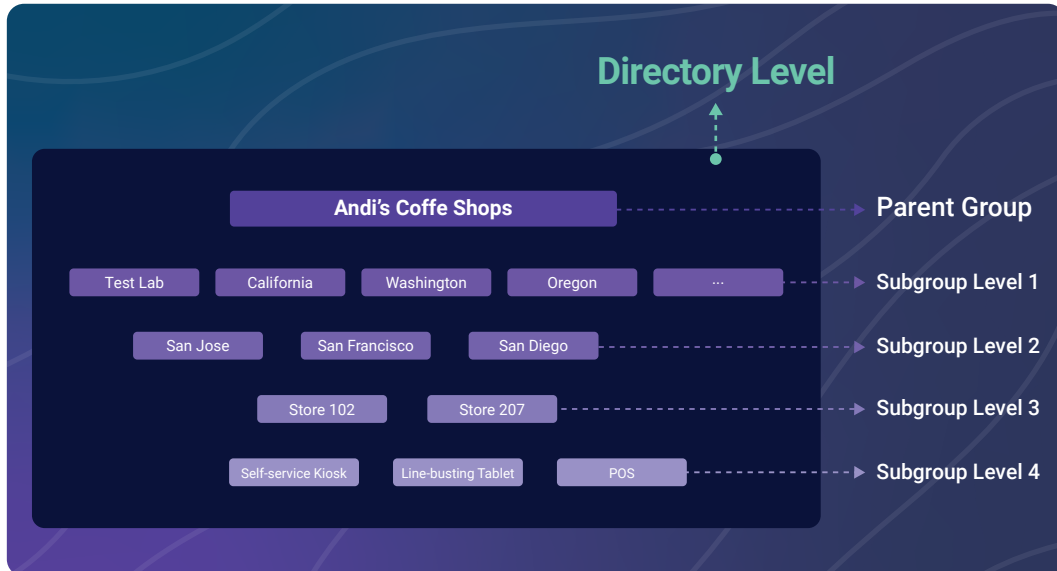 Directory Level
Andi's Coffe Shops
Parent Group
Test Lab California Washington Oregon ... Subgroup Level 1
San Jose San Francisco San Diego Subgroup Level 2
Store 102 Store 207 Subgroup Level 3
Self-service Kiosk Line-busting Tablet POS Subgroup Level 4